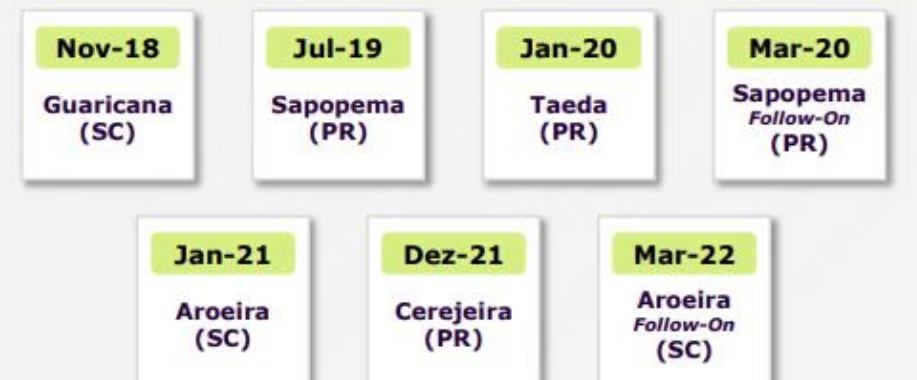 Nov-18
Guaricana
(SC)
Jul-19
Sapopema
(PR)
Jan-20
Taeda
(PR)
Mar-20
Sapopema
Follow-On
(PR)
Jan-21
Aroeira
(SC)
Dez-21
Cerejeira
(PR)
Mar-22
Aroeira
Follow-On
(SC)